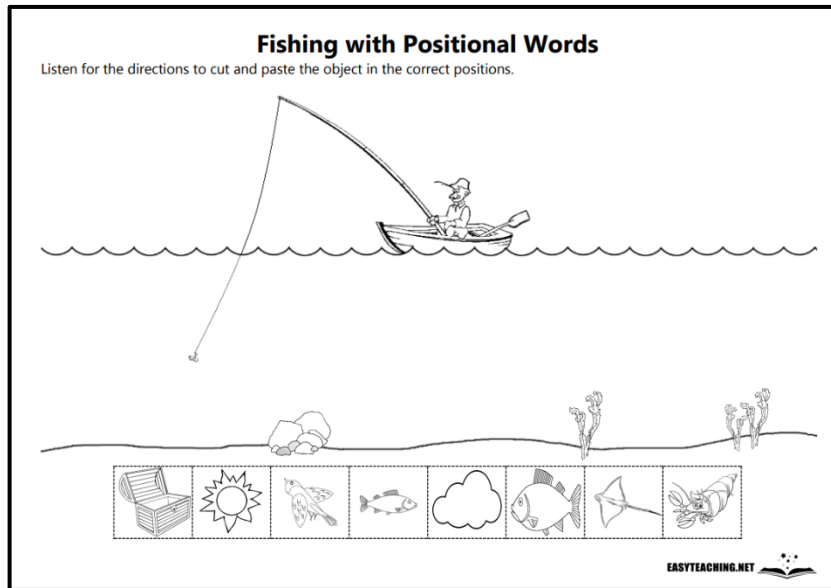 Fishing with Positional Words
Listen for the directions to cut and paste the object in the correct positions.
EASYTEACHING.NET